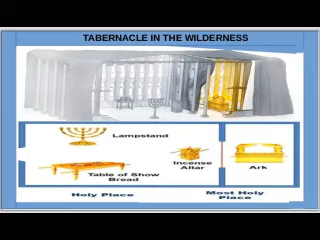 TABERNACLE IN THE WILDERNESS
Lampstand
Incense
Altar
Ark
Table of Show
Bread
Holy Place
Most Holy
Place